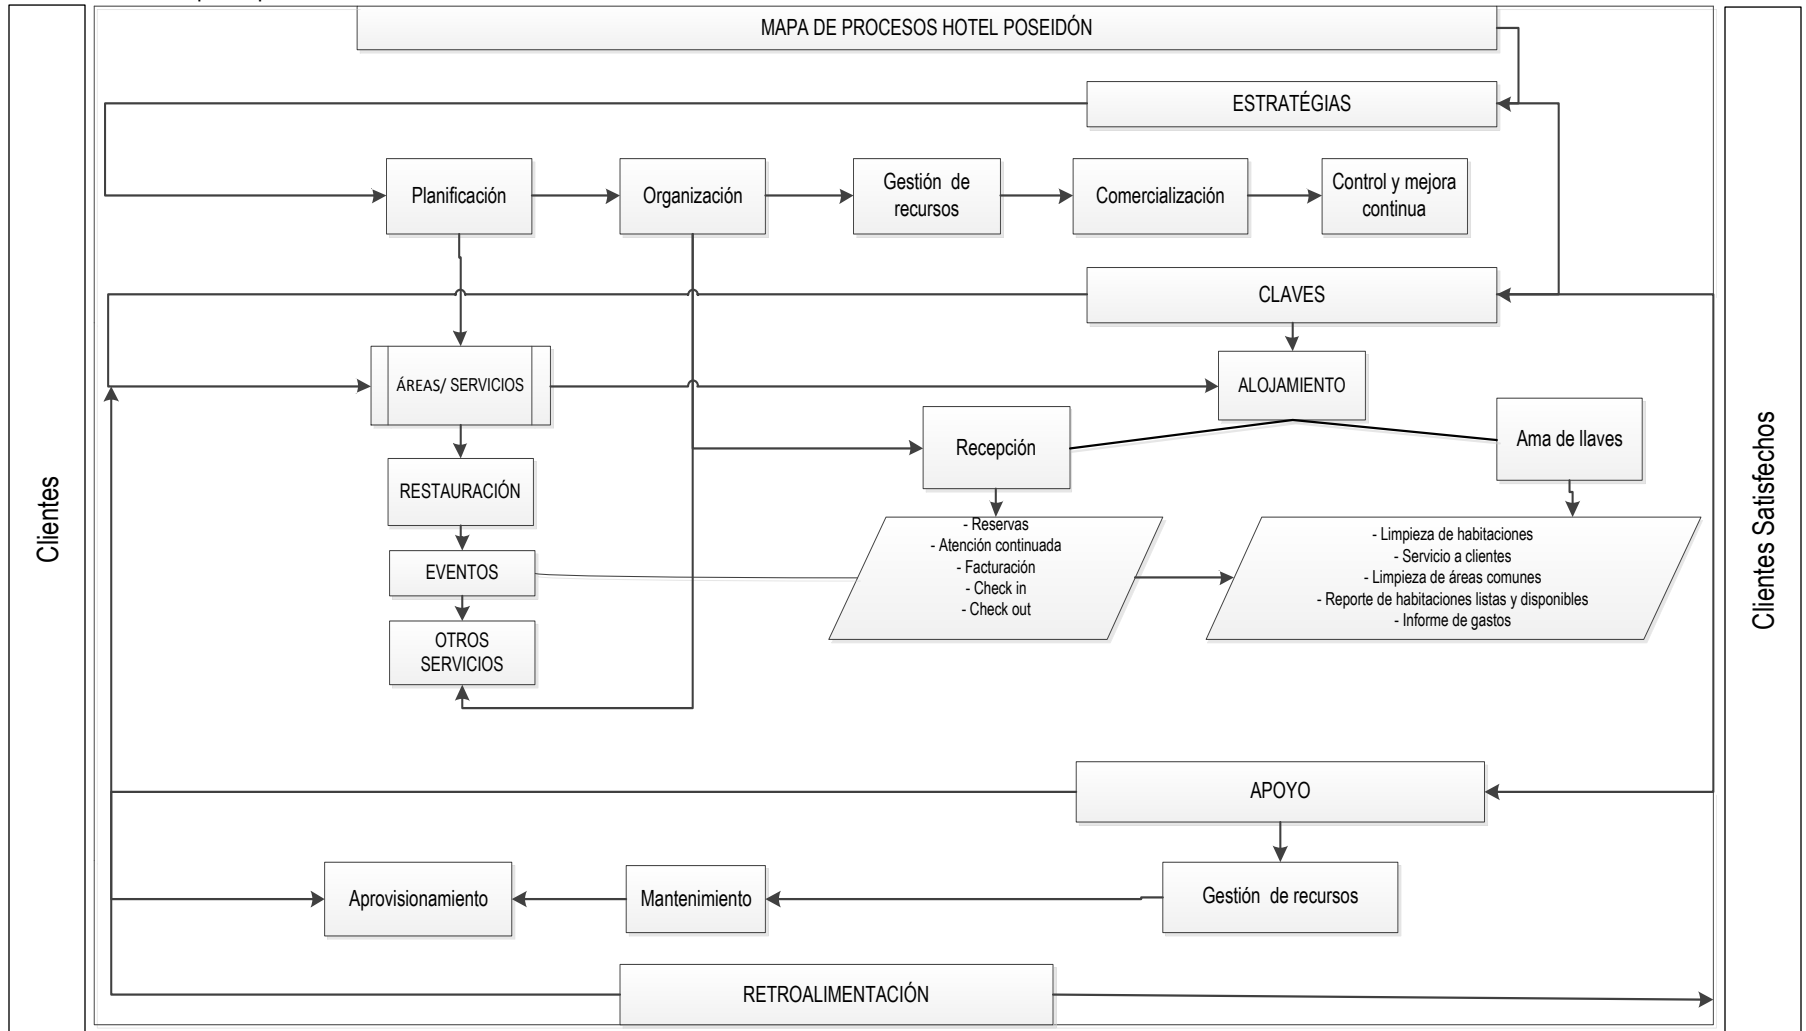 MAPA DE PROCESOS HOTEL POSEIDÓN
ESTRATÉGIAS
Planificación
Organización
Gestión de
recursos
Comercialización
Control y mejora
continua
CLAVES
ÁREAS/ SERVICIOS
ALOJAMIENTO
Recepción
Ama de llaves
RESTAURACIÓN
EVENTOS
OTROS
SERVICIOS
- Reservas
- Atención continuada
- Facturación
- Check in
- Check out
- Limpieza de habitaciones
- Servicio a clientes
- Limpieza de áreas comunes
- Reporte de habitaciones listas y disponibles
- Informe de gastos
Clientes
Clientes Satisfechos
APOYO
Aprovisionamiento
Mantenimiento
Gestión de recursos
RETROALIMENTACIÓN